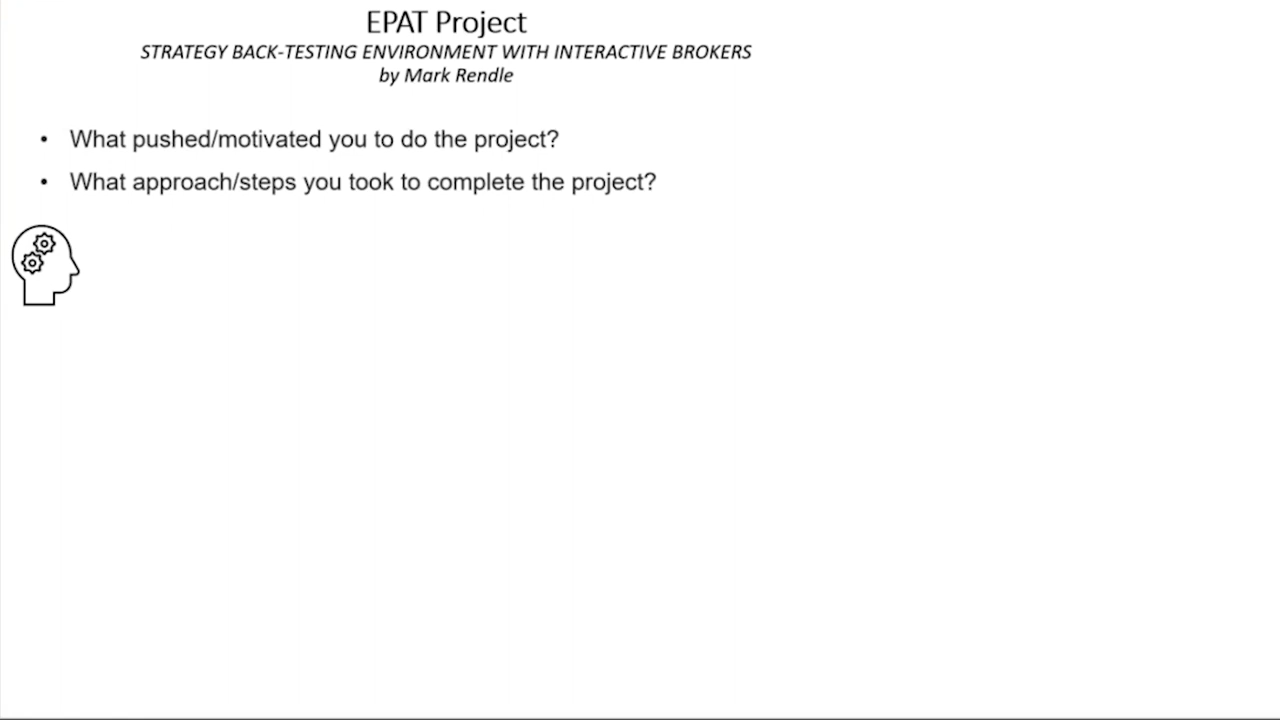 EPAT Project
STRATEGY BACK-TESTING ENVIRONMENT WITH INTERACTIVE BROKERS
by Mark Rendle
• What pushed/motivated you to do the project?
• What approach/steps you took to complete the project?